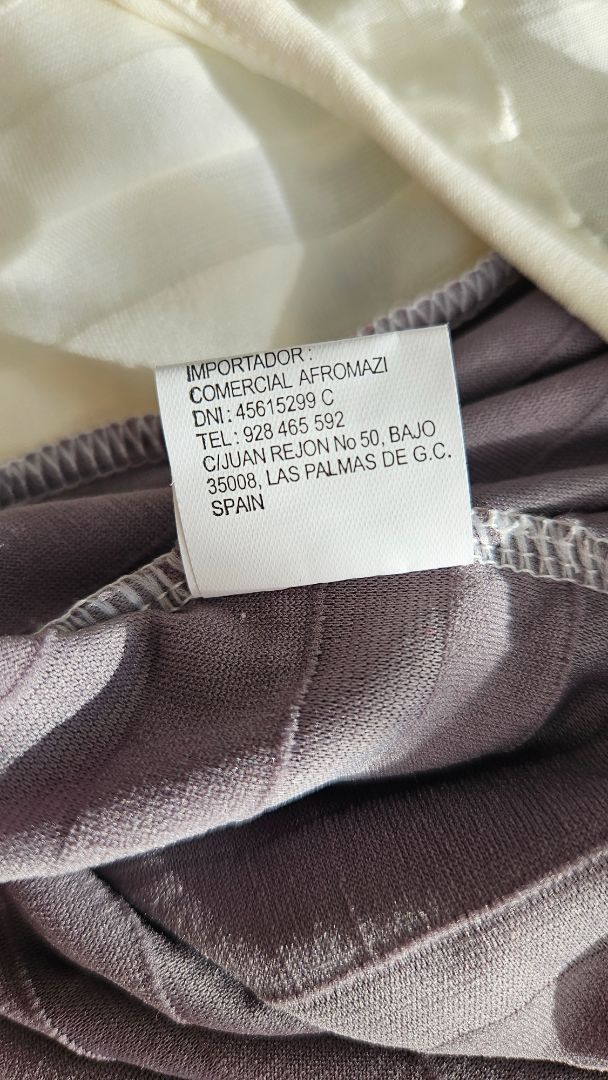 IMPORTADOR :
COMERCIAL AFROMAZI
DNI : 45615299 C
TEL : 928 465 592
C/JUAN REJON No 50, BAJO
35008, LAS PALMAS DE G.C.
SPAIN